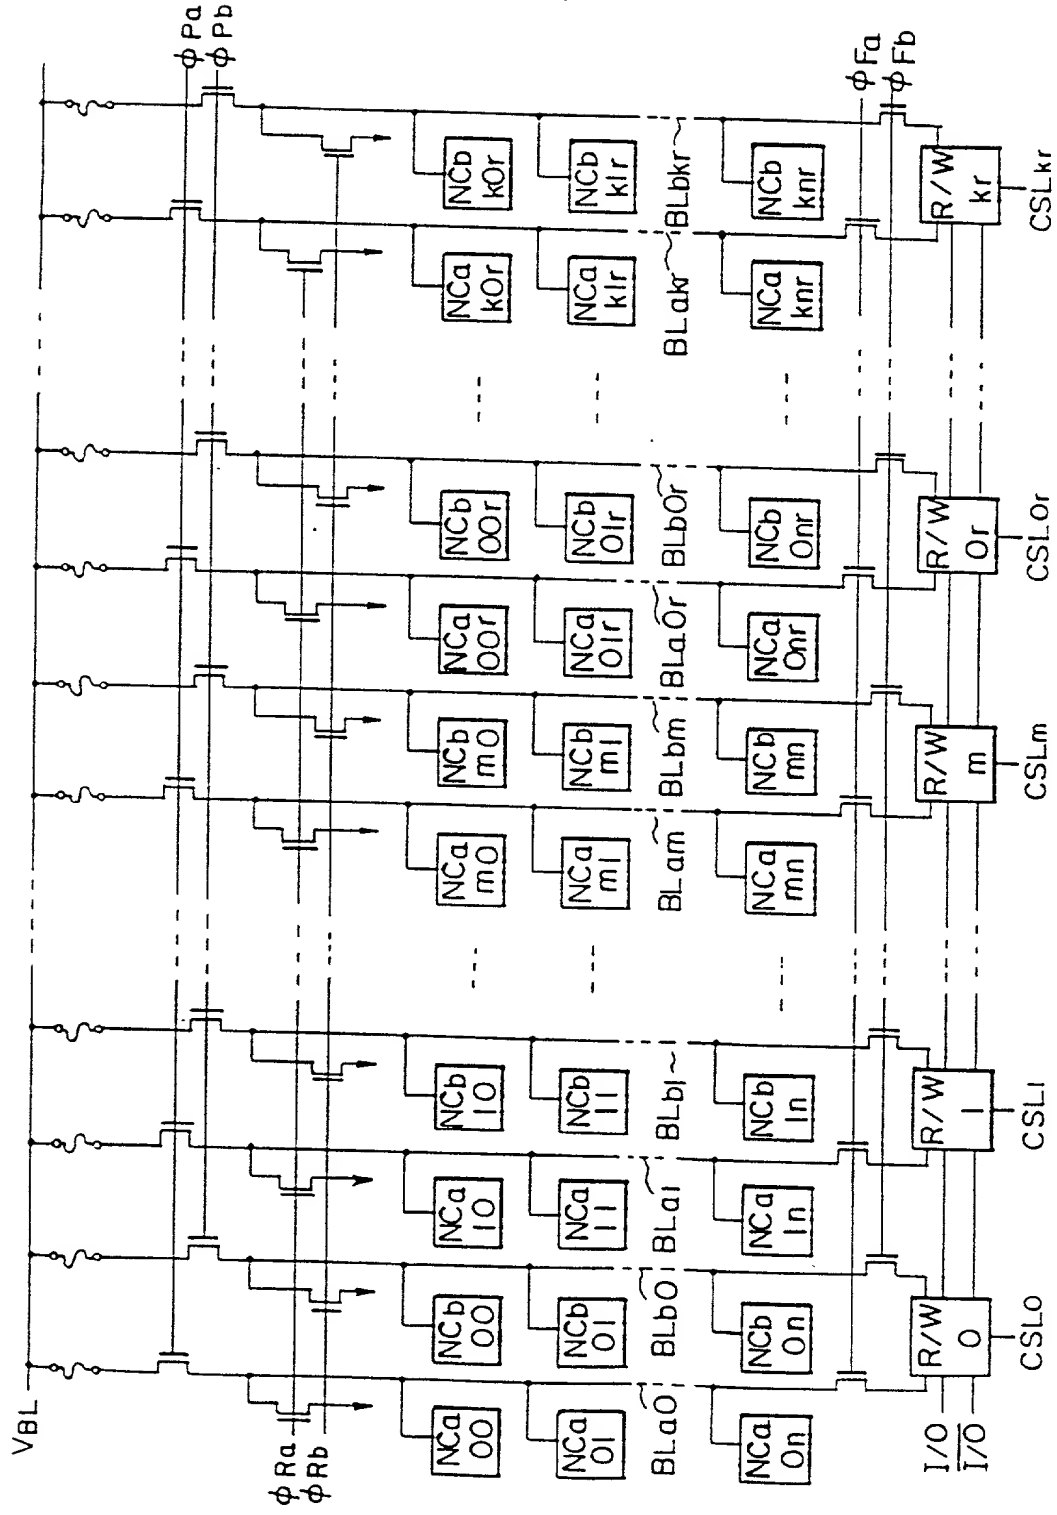 V_BL
φPa
φPb
φRa
φRb
NCa NCb NCa NCb NCa NCb NCa NCb NCa NCb
00 00 10 10 m0 m0 00r 00r k0r k0r
NCa NCb NCa NCb NCa NCb NCa NCb NCa NCb
01 01 11 11 m1 m1 01r 01r k1r k1r
BLa0 BLb0 BLa1 BLb1 BLam BLbm BLa0r BLb0r BLakr BLbkr
NCa NCb NCa NCb NCa NCb NCa NCb NCa NCb
0n 0n 1n 1n mn mn 0nr 0nr knr knr
φFa
φFb
R/W R/W R/W R/W R/W
0 1 m 0r kr
I/O
I̅/̅O̅
CSL0 CSL1 CSLm CSL0r CSLkr